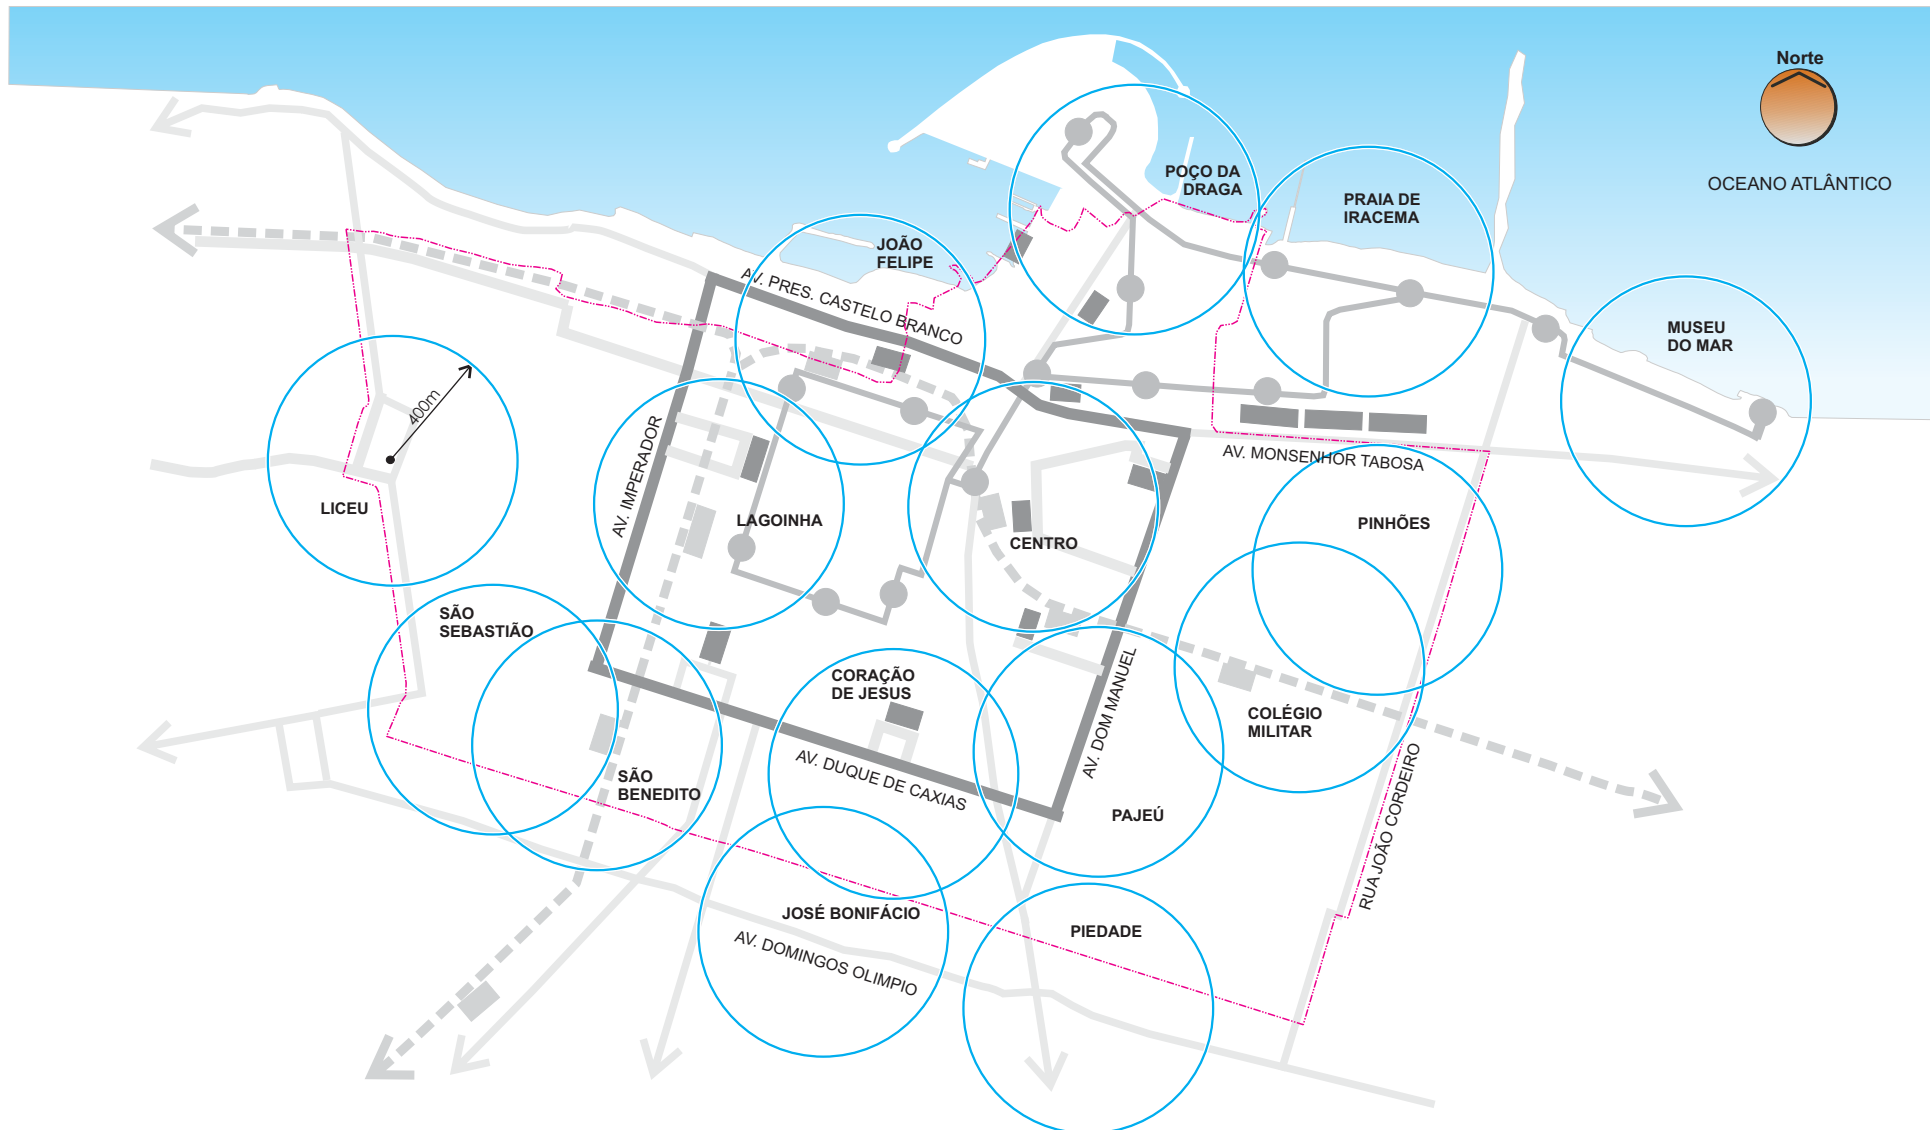 Norte
OCEANO ATLÂNTICO
POÇO DA
DRAGA
PRAIA DE
IRACEMA
JOÃO
FELIPE
AV. PRES. CASTELO BRANCO
MUSEU
DO MAR
400m
LICEU
AV. IMPERADOR
LAGOINHA
CENTRO
AV. MONSENHOR TABOSA
PINHÕES
SÃO
SEBASTIÃO
CORAÇÃO
DE JESUS
AV. DOM MANUEL
COLÉGIO
MILITAR
SÃO
BENEDITO
AV. DUQUE DE CAXIAS
PAJEÚ
RUA JOÃO CORDEIRO
JOSÉ BONIFÁCIO
PIEDADE
AV. DOMINGOS OLIMPIO